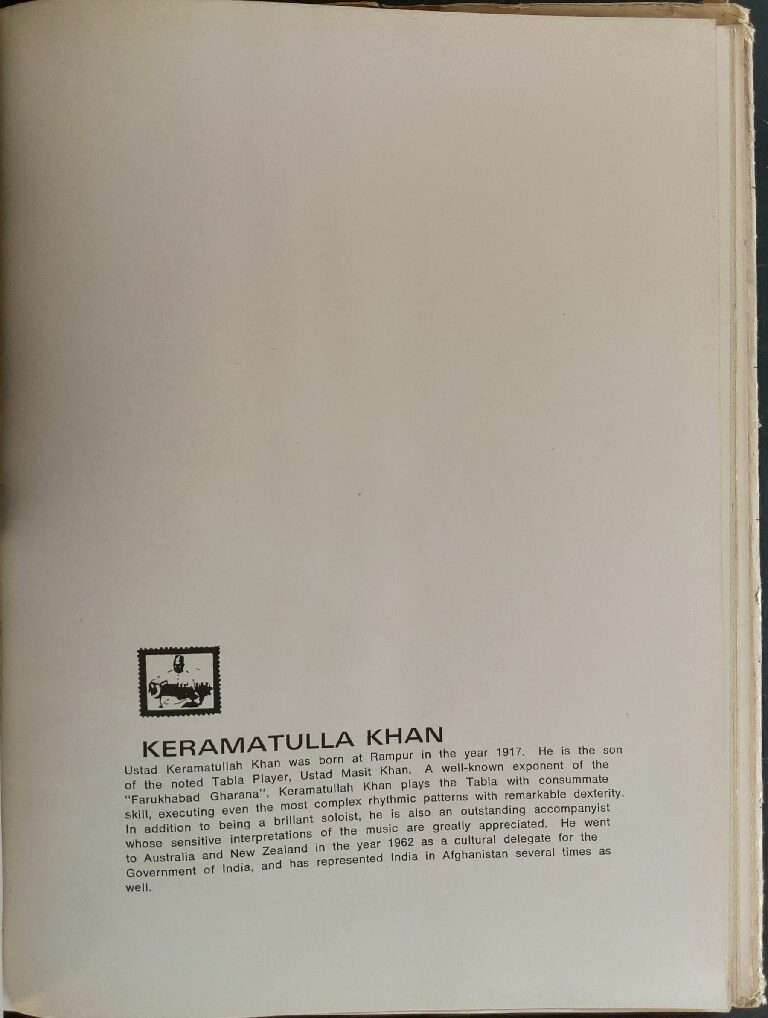 KERAMATULLA KHAN
Ustad Keramatullah Khan was born at Rampur in the year 1917. He is the son
of the noted Tabla Player, Ustad Masit Khan. A well-known exponent of the
"Farukhabad Gharana", Keramatullah Khan plays the Tabla with consummate
skill, executing even the most complex rhythmic patterns with remarkable dexterity.
In addition to being a brillant soloist, he is also an outstanding accompanyist
whose sensitive interpretations of the music are greatly appreciated. He went
to Australia and New Zealand in the year 1962 as a cultural delegate for the
Government of India, and has represented India in Afghanistan several times as
well.